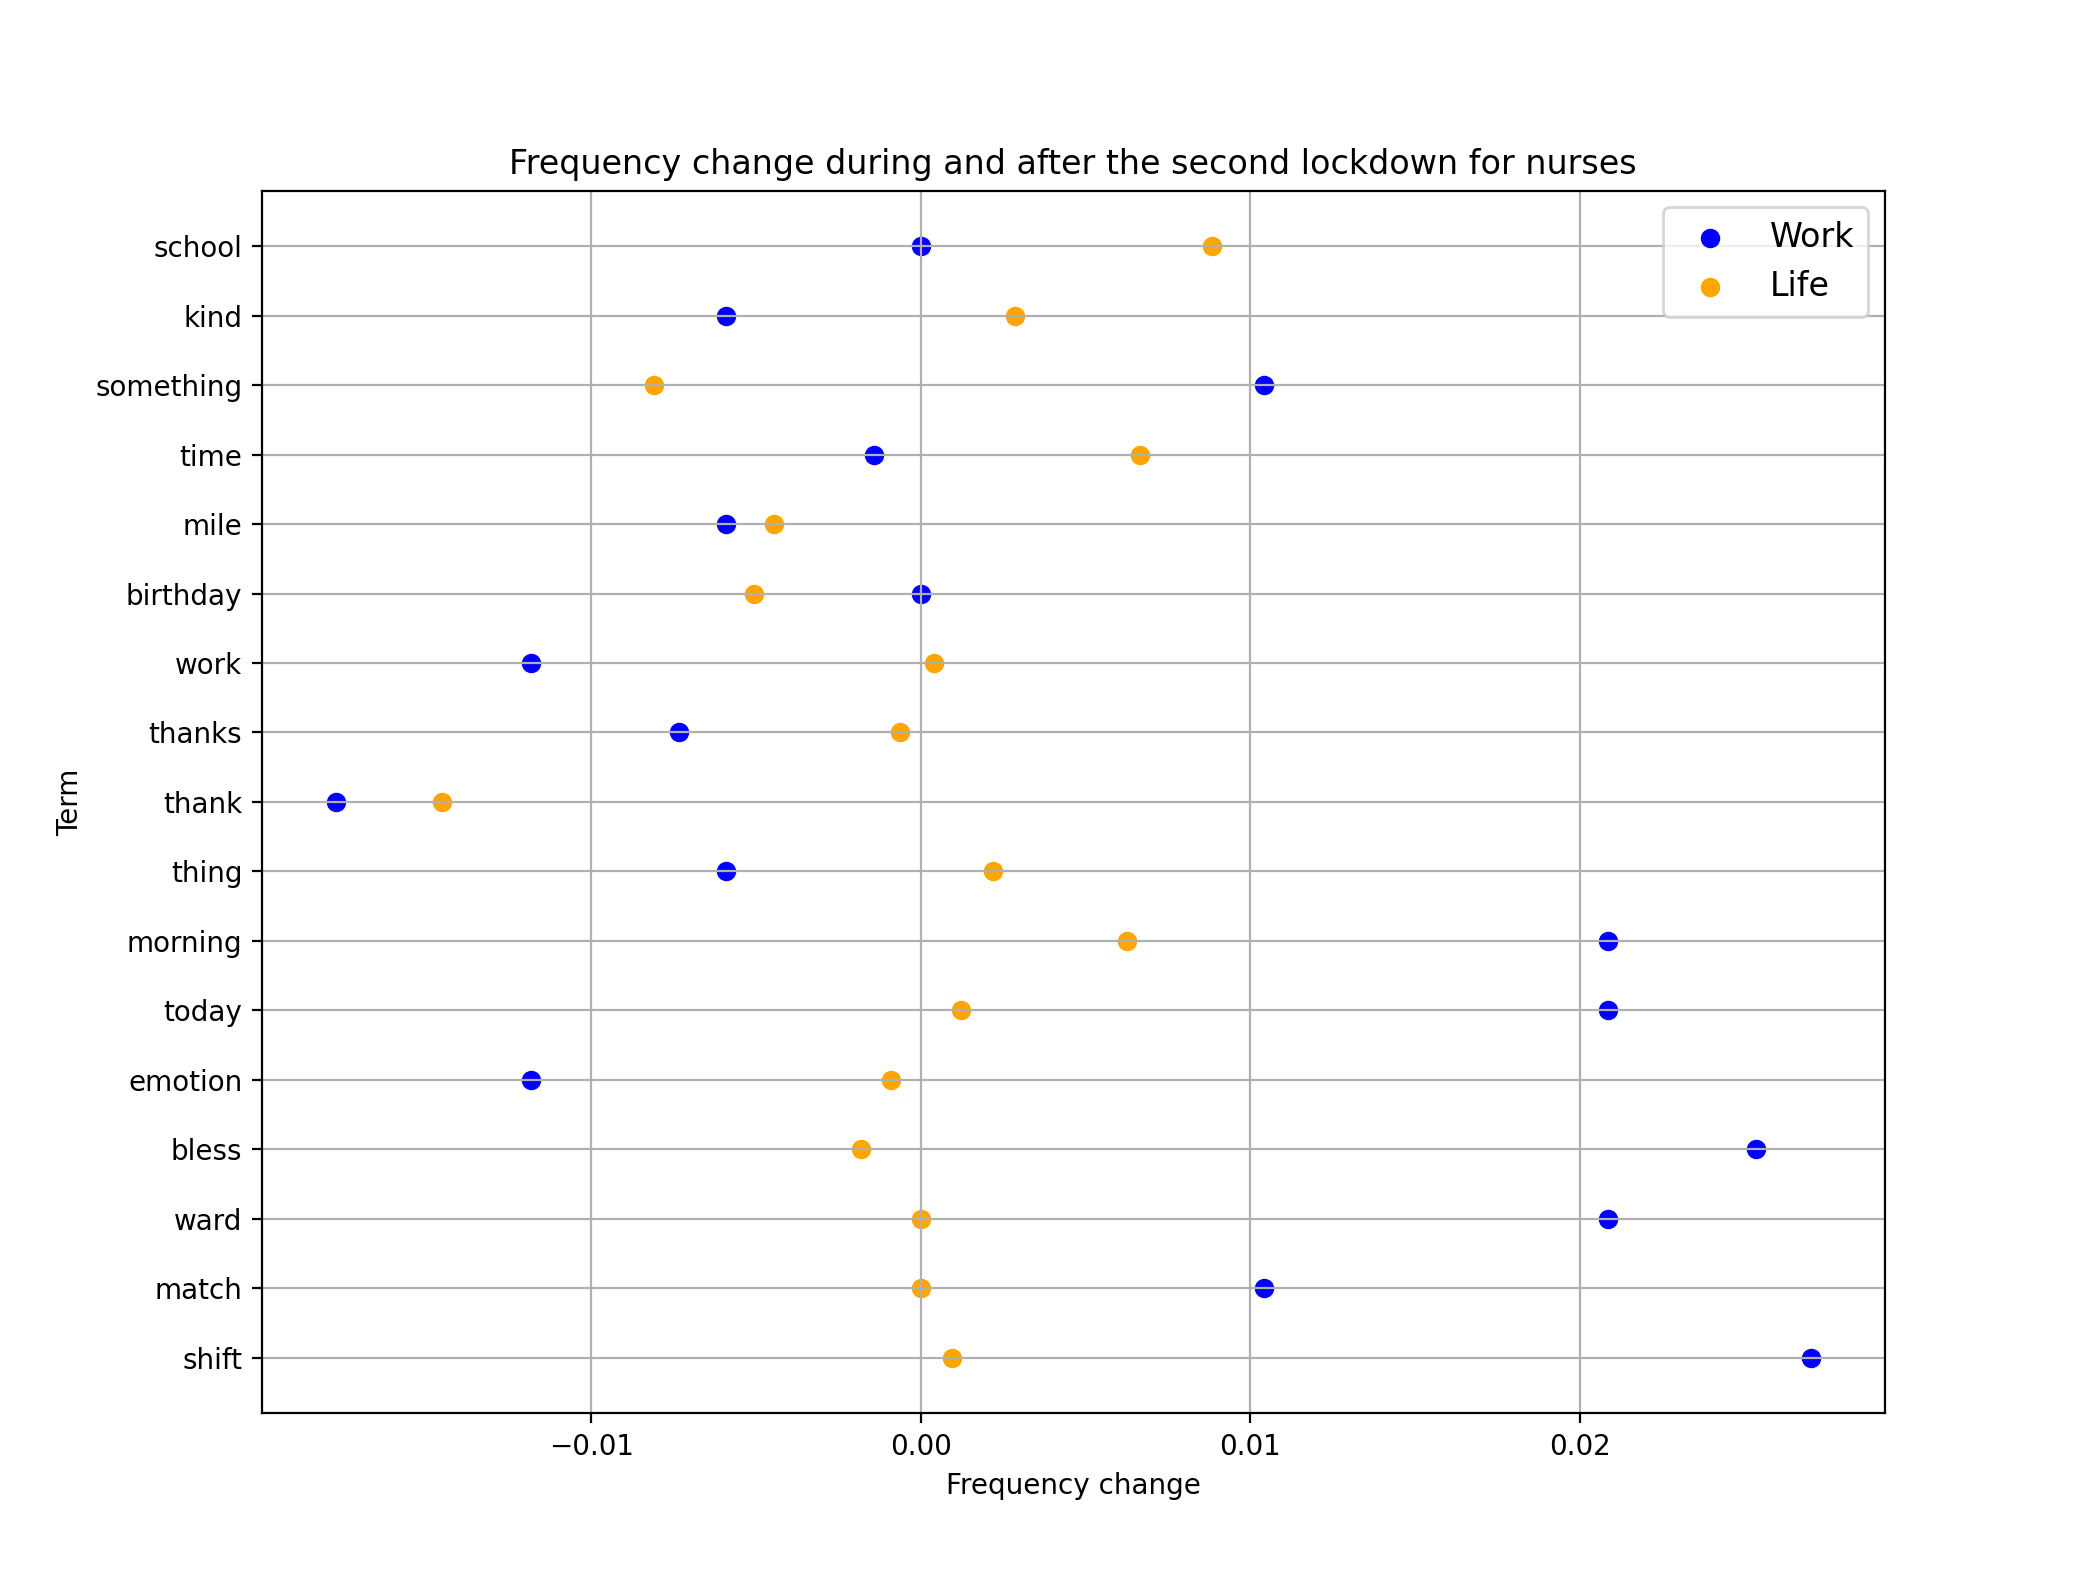 Frequency change during and after the second lockdown for nurses
Work
Life
school
kind
something
time
mile
birthday
work
thanks
thank
thing
morning
today
emotion
bless
ward
match
shift
Term
−0.01 0.00 0.01 0.02
Frequency change